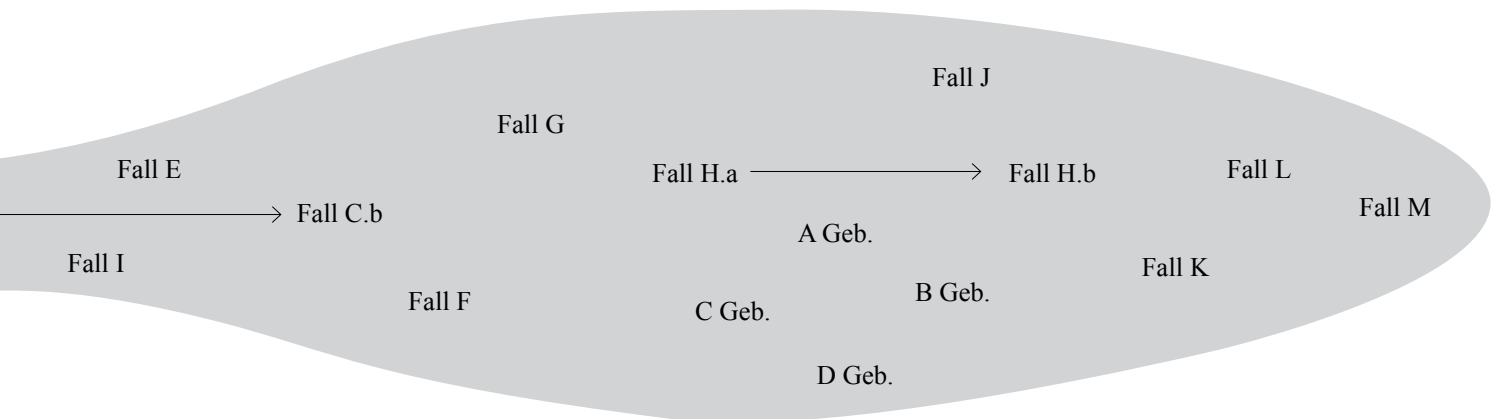 Fall J
Fall G
Fall E
Fall H.a
Fall H.b
Fall L
Fall M
Fall C.b
A Geb.
Fall I
Fall K
B Geb.
Fall F
C Geb.
D Geb.